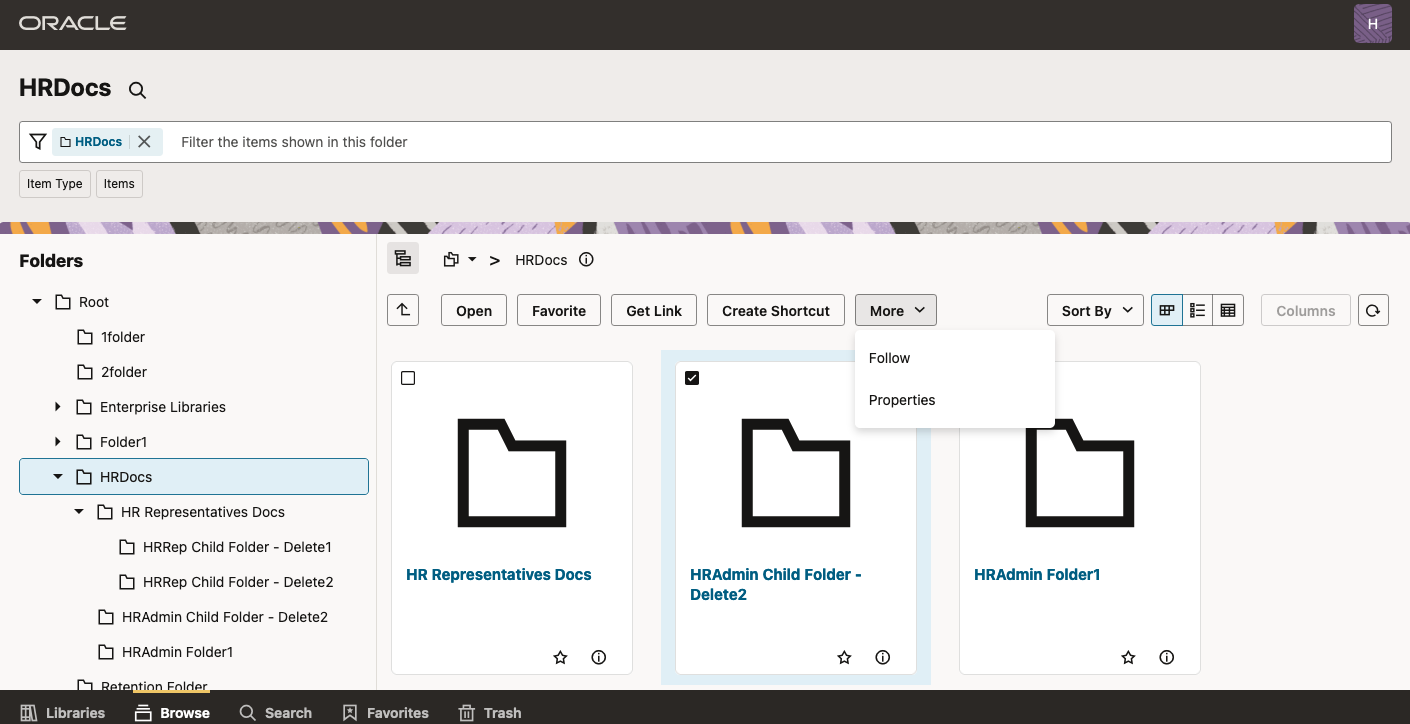 ORACLE
H
HRDocs
HRDocs
Filter the items shown in this folder
Item Type
Items
Folders
Root
1folder
2folder
Enterprise Libraries
Folder1
HRDocs
HR Representatives Docs
HRRep Child Folder - Delete1
HRRep Child Folder - Delete2
HRAdmin Child Folder - Delete2
HRAdmin Folder1
Retention Folder
> HRDocs
Open
Favorite
Get Link
Create Shortcut
More
Sort By
Columns
Follow
Properties
HR Representatives Docs
HRAdmin Child Folder -
Delete2
HRAdmin Folder1
Libraries
Browse
Search
Favorites
Trash